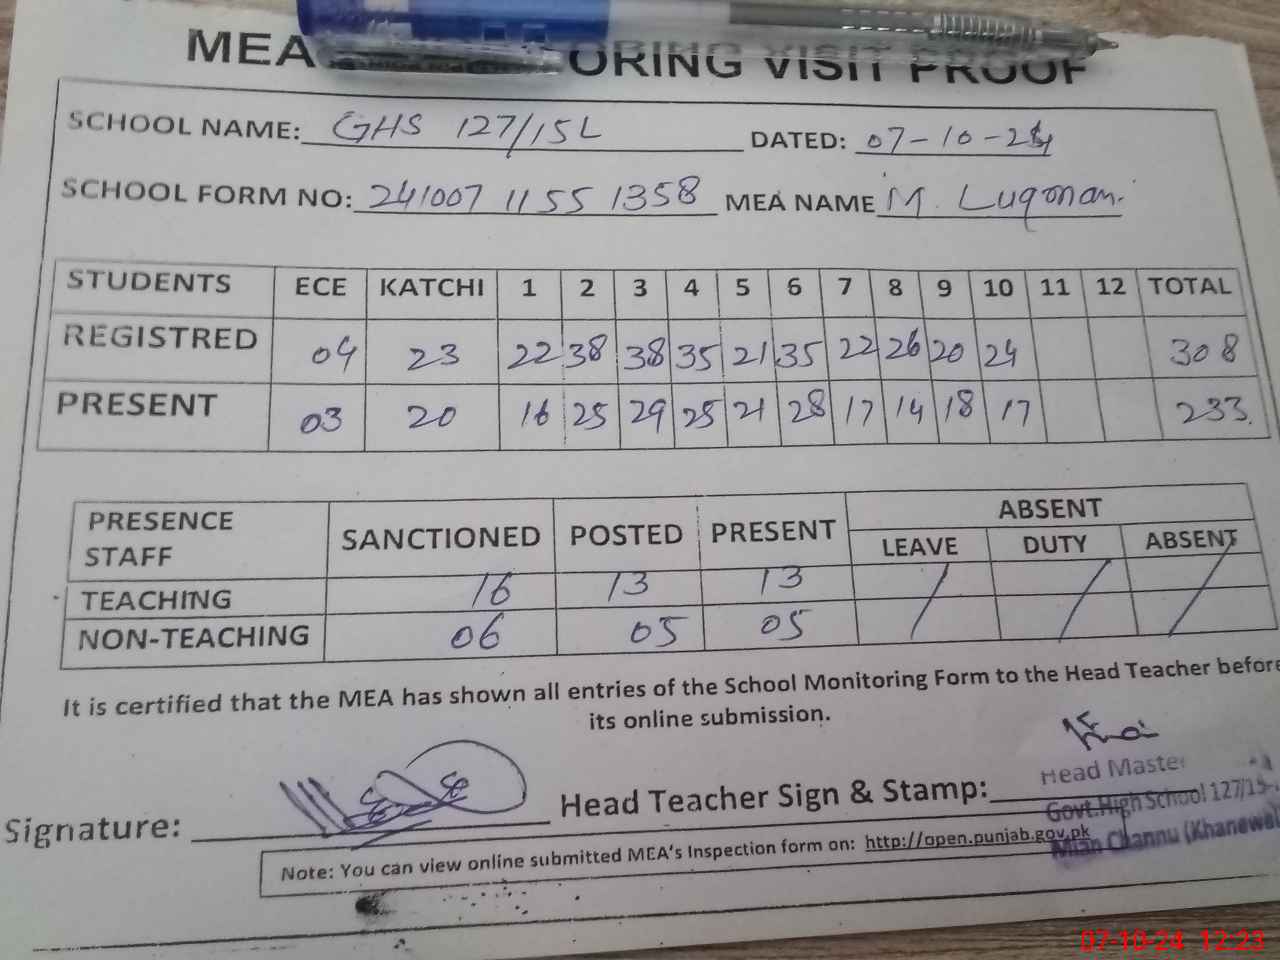 MEA ORING VISIT PROOF
SCHOOL NAME: GHS 127/15L DATED: 07-10-24
SCHOOL FORM NO: 241007 1155 1358 MEA NAME M. Luqman.
STUDENTS ECE KATCHI 1 2 3 4 5 6 7 8 9 10 11 12 TOTAL
REGISTRED 04 23 22 38 38 35 21 35 22 26 20 24 308
PRESENT 03 20 16 25 29 25 21 28 17 14 18 17 233.
PRESENCE STAFF SANCTIONED POSTED PRESENT ABSENT
LEAVE DUTY ABSENT
TEACHING 16 13 13
NON-TEACHING 06 05 05
It is certified that the MEA has shown all entries of the School Monitoring Form to the Head Teacher before
its online submission.
Signature: Head Teacher Sign & Stamp:
Head Master
Govt.High School 127/15-
Mian Channu (Khanewal
Note: You can view online submitted MEA's Inspection form on: http://open.punjab.gov.pk
07-10-24 12:23